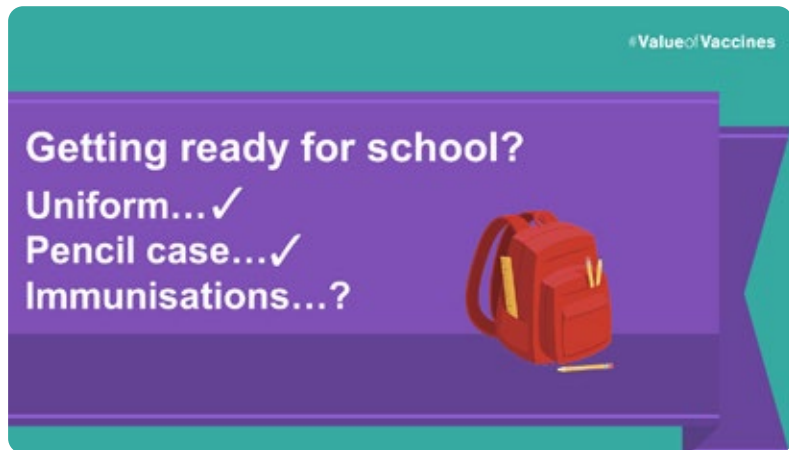 #ValueofVaccines
Getting ready for school?
Uniform...✓
Pencil case...✓
Immunisations...?